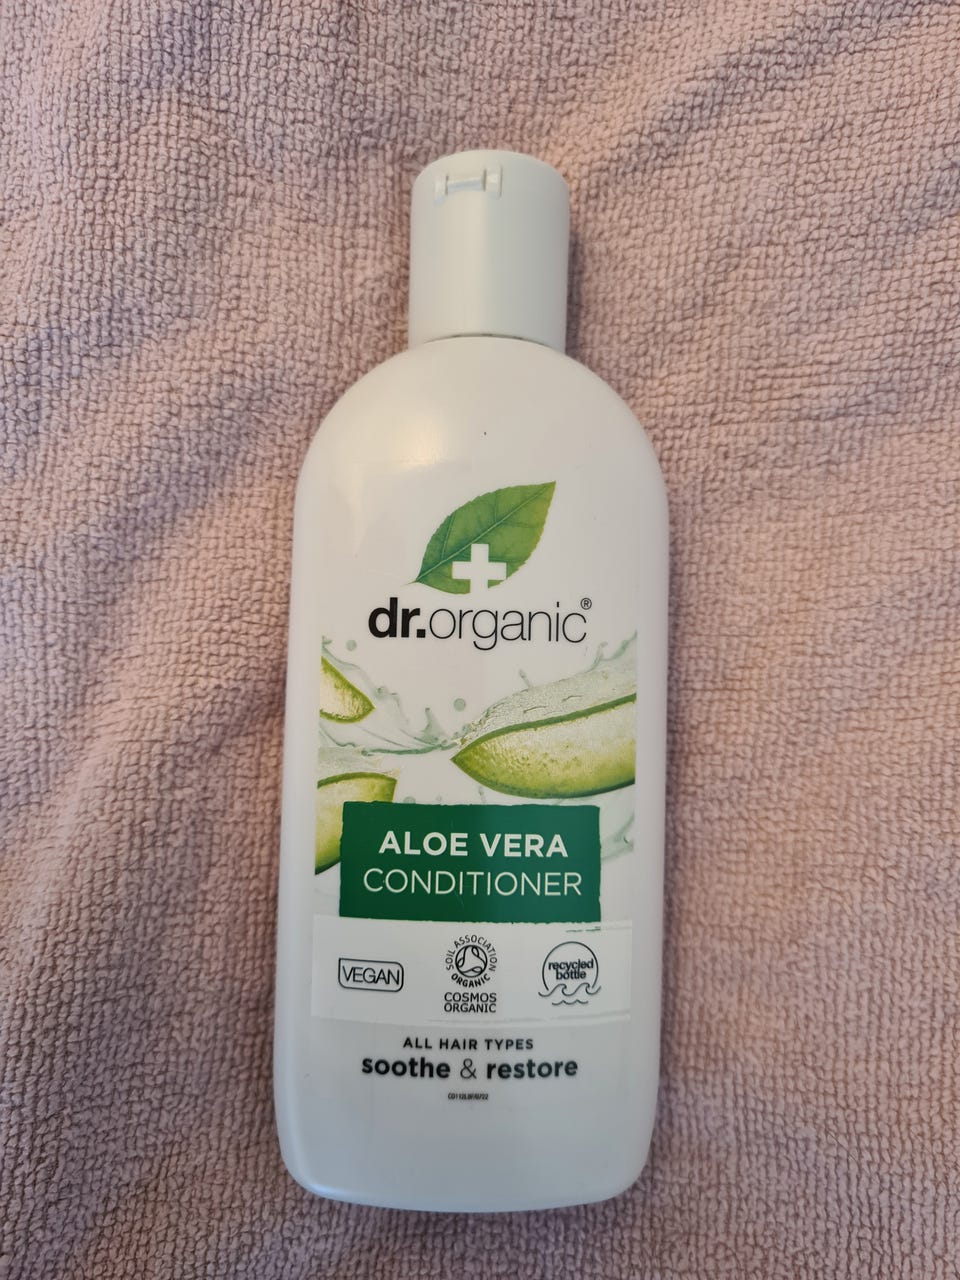 dr.organic®
ALOE VERA
CONDITIONER
VEGAN
SOIL ASSOCIATION
ORGANIC
COSMOS
ORGANIC
recycled
bottle
ALL HAIR TYPES
soothe & restore